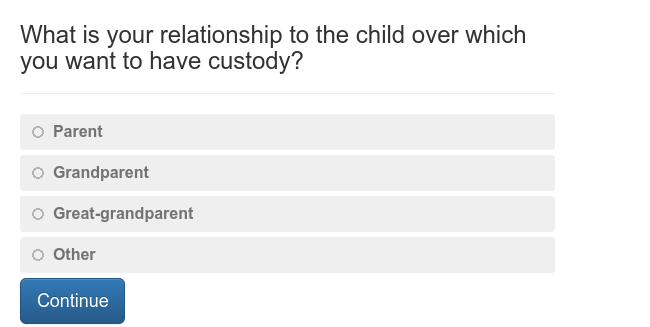 What is your relationship to the child over which
you want to have custody?
Parent
Grandparent
Great-grandparent
Other
Continue